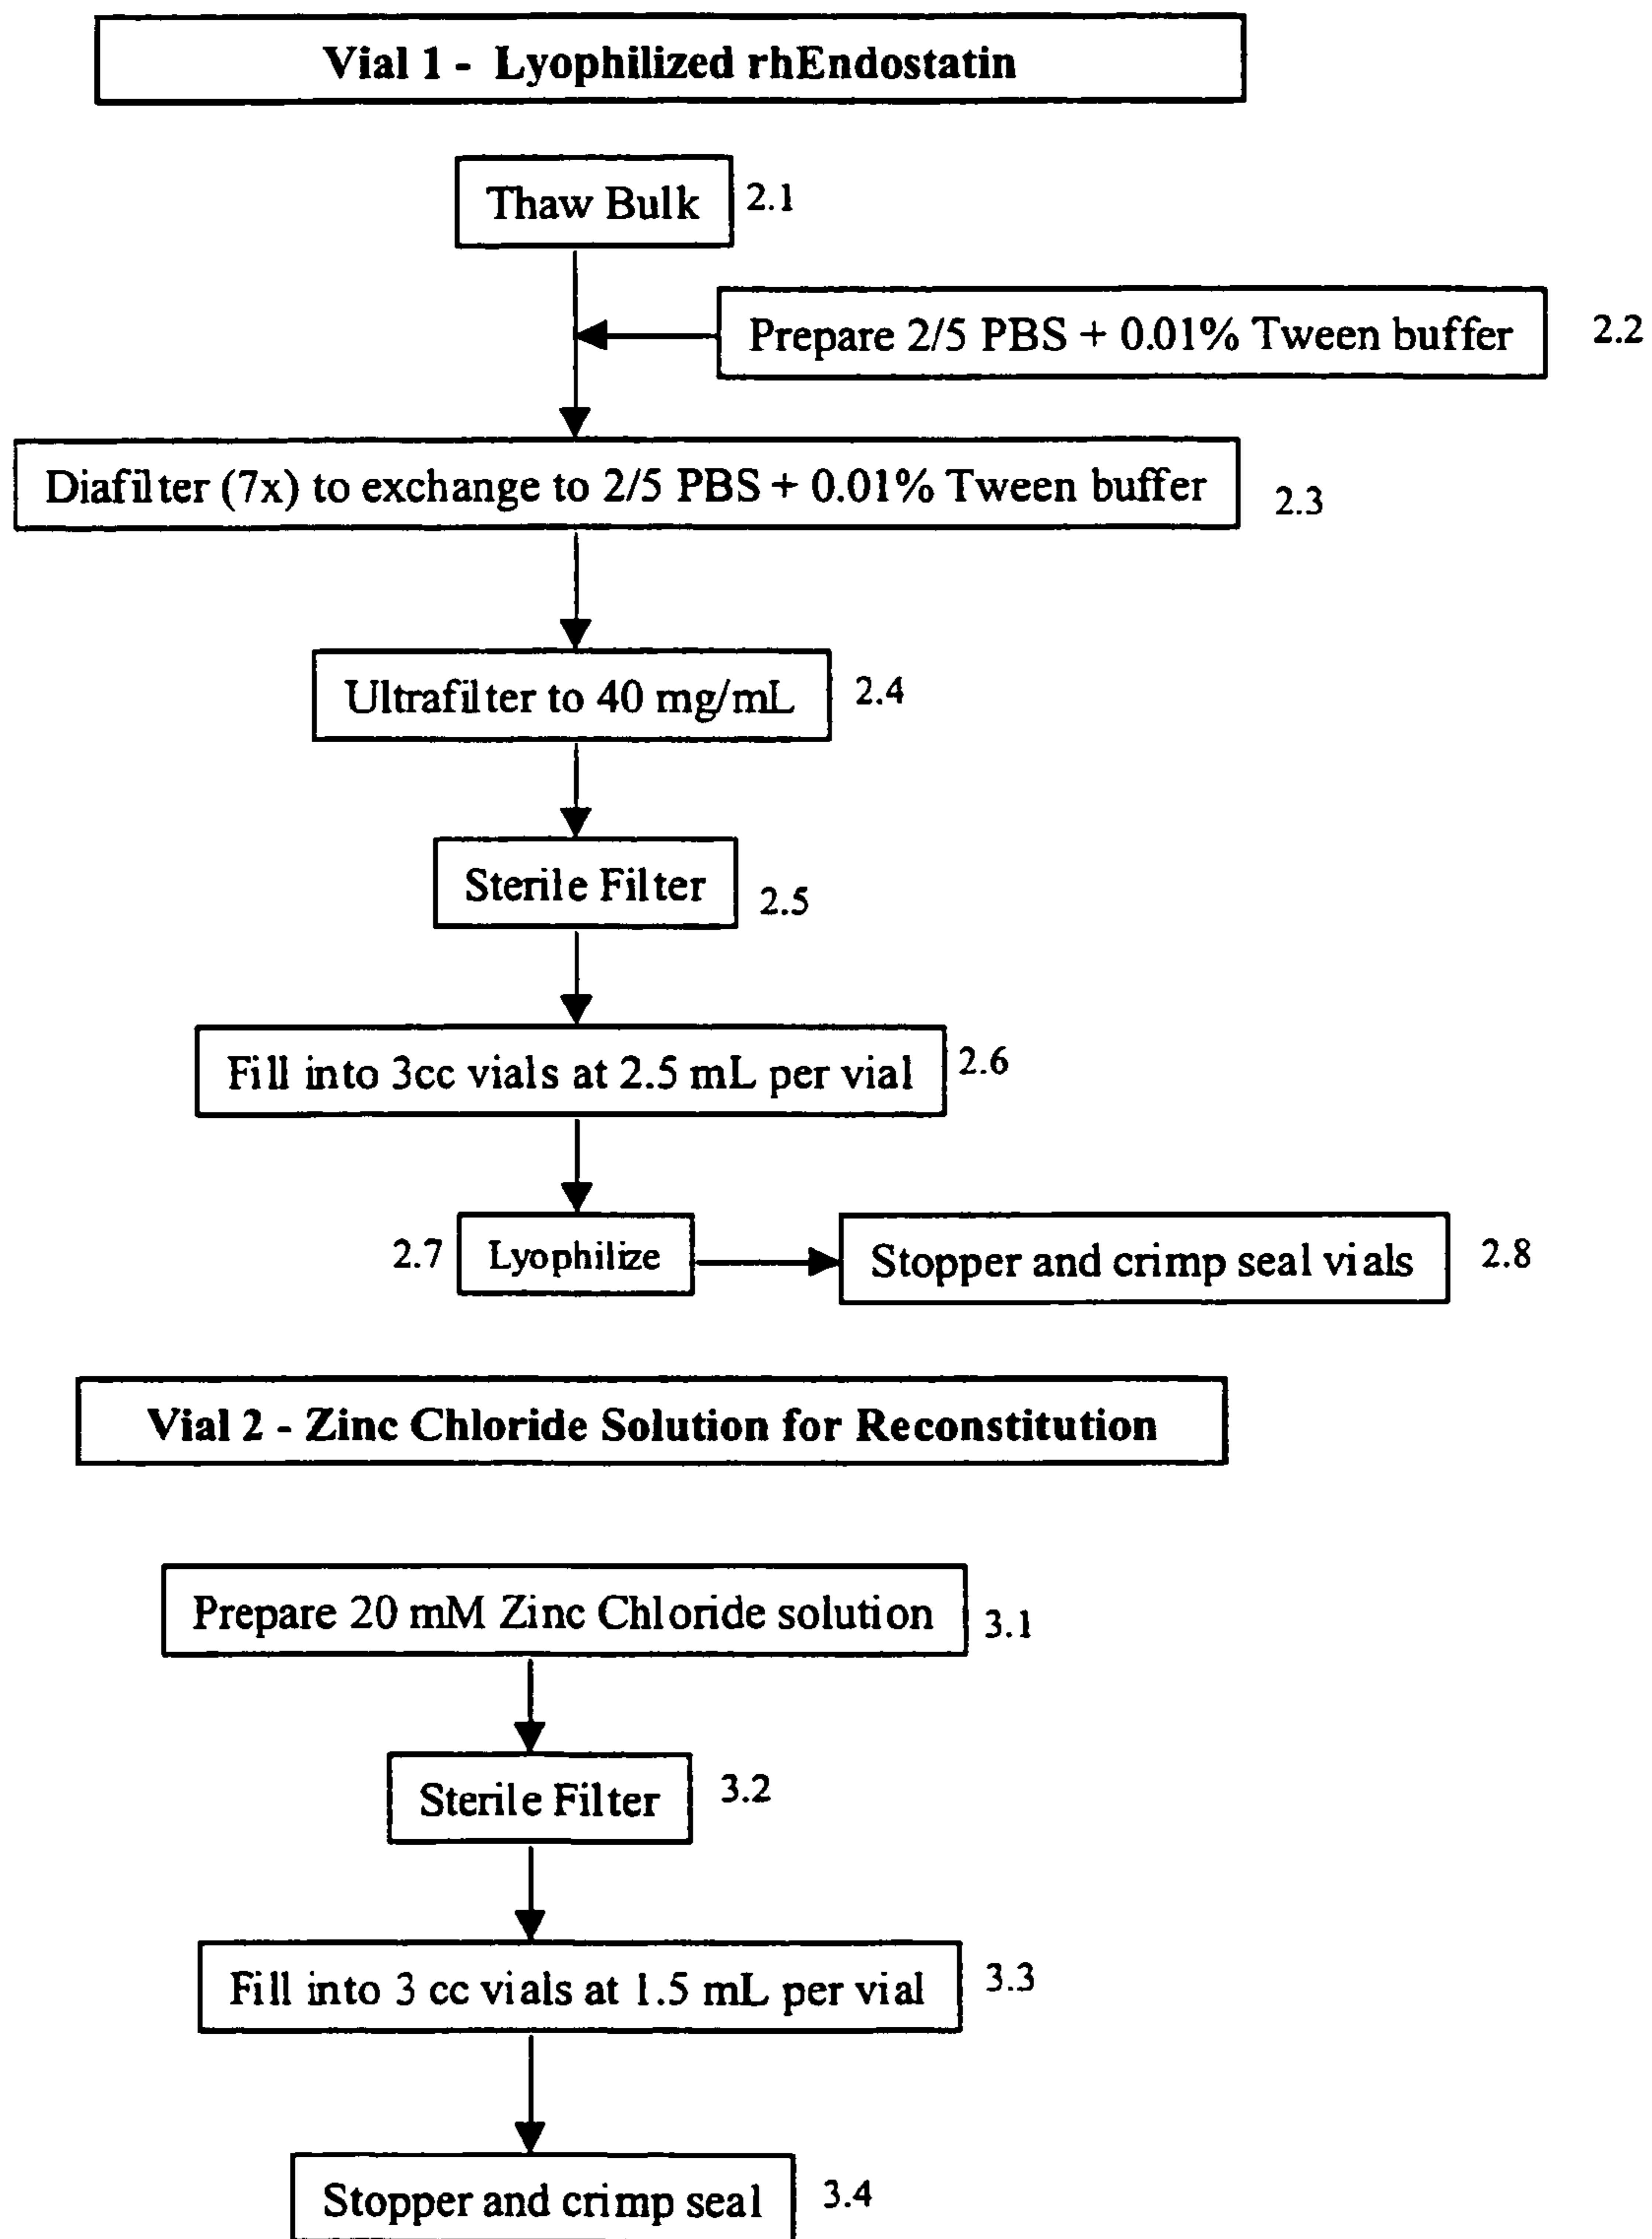 Vial 1 - Lyophilized rhEndostatin
Thaw Bulk 2.1
Prepare 2/5 PBS + 0.01% Tween buffer 2.2
Diafilter (7x) to exchange to 2/5 PBS + 0.01% Tween buffer 2.3
Ultrafilter to 40 mg/mL 2.4
Sterile Filter 2.5
Fill into 3cc vials at 2.5 mL per vial 2.6
2.7 Lyophilize
Stopper and crimp seal vials 2.8
Vial 2 - Zinc Chloride Solution for Reconstitution
Prepare 20 mM Zinc Chloride solution 3.1
Sterile Filter 3.2
Fill into 3 cc vials at 1.5 mL per vial 3.3
Stopper and crimp seal 3.4